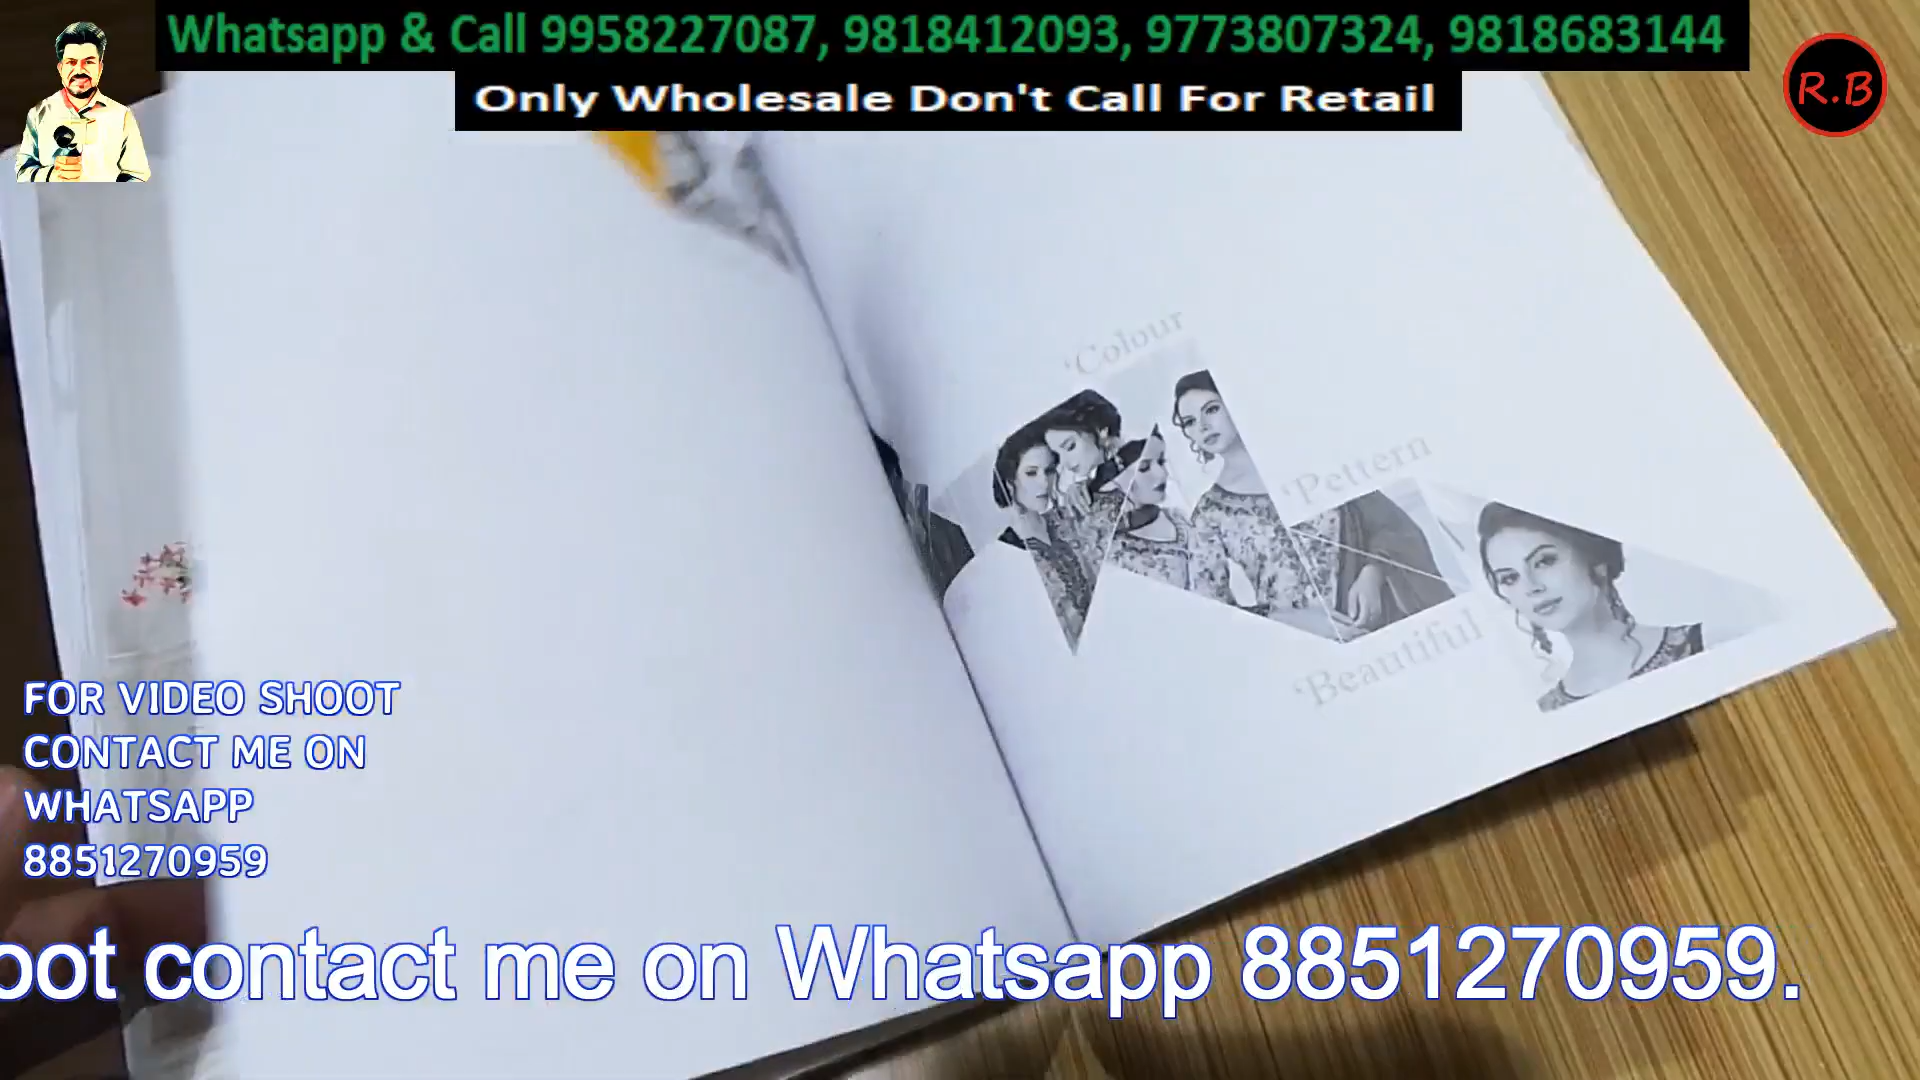 Whatsapp & Call 9958227087, 9818412093, 9773807324, 9818683144
Only Wholesale Don't Call For Retail
R.B
'Colour
'Pettern
'Beautiful
FOR VIDEO SHOOT
CONTACT ME ON
WHATSAPP
8851270959
oot contact me on Whatsapp 8851270959.